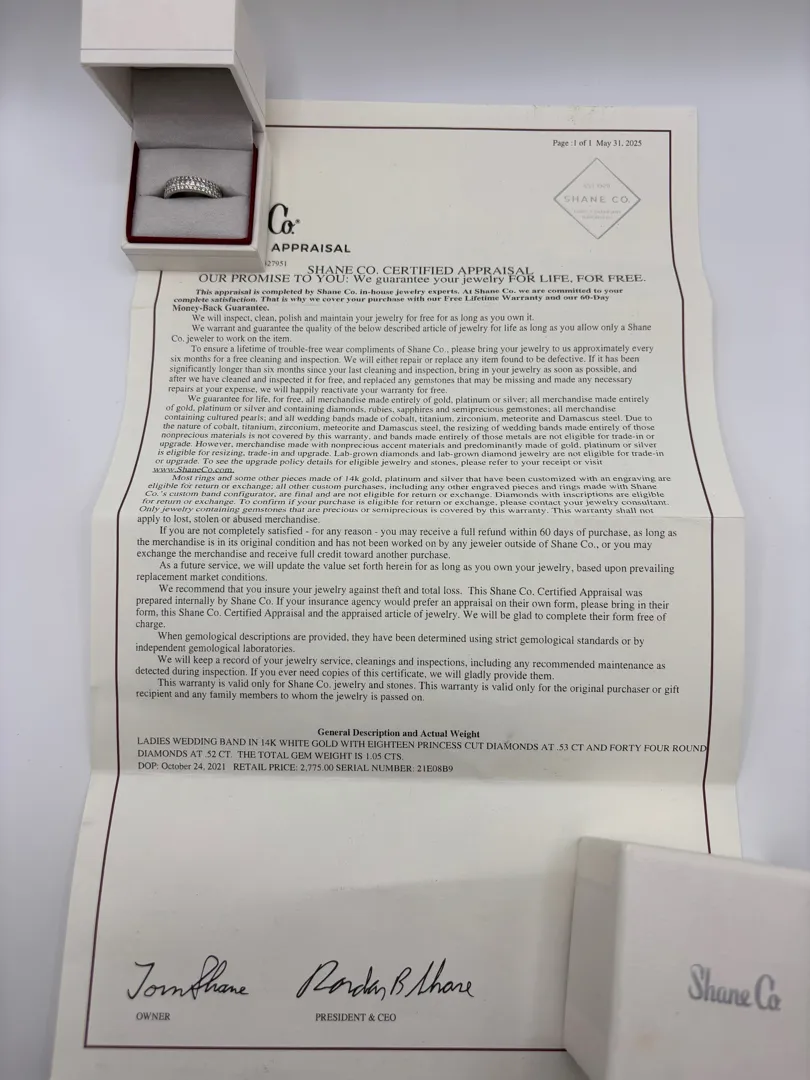 Page :1 of 1 May 31, 2025
SHANE CO.
Co.®
APPRAISAL
27951
SHANE CO. CERTIFIED APPRAISAL
OUR PROMISE TO YOU: We guarantee your jewelry FOR LIFE, FOR FREE.
This appraisal is completed by Shane Co. in-house jewelry experts. At Shane Co. we are committed to your
complete satisfaction. That is why we cover your purchase with our Free Lifetime Warranty and our 60-Day
Money-Back Guarantee.
We will inspect, clean, polish and maintain your jewelry for free for as long as you own it.
We warrant and guarantee the quality of the below described article of jewelry for life as long as you allow only a Shane
Co. jeweler to work on the item.
To ensure a lifetime of trouble-free wear compliments of Shane Co., please bring your jewelry to us approximately every
six months for a free cleaning and inspection. We will either repair or replace any item found to be defective. If it has been
significantly longer than six months since your last cleaning and inspection, bring in your jewelry as soon as possible, and
after we have cleaned and inspected it for free, and replaced any gemstones that may be missing and made any necessary
repairs at your expense, we will happily reactivate your warranty for free.
We guarantee for life, for free, all merchandise made entirely of gold, platinum or silver; all merchandise made entirely
of gold, platinum or silver and containing diamonds, rubies, sapphires and semiprecious gemstones; all merchandise
containing cultured pearls; and all wedding bands made of cobalt, titanium, zirconium, meteorite and Damascus steel. Due to
the nature of cobalt, titanium, zirconium, meteorite and Damascus steel, the resizing of wedding bands made entirely of those
nonprecious materials is not covered by this warranty, and bands made entirely of those metals are not eligible for trade-in or
upgrade. However, merchandise made with nonprecious accent materials and predominantly made of gold, platinum or silver
is eligible for resizing, trade-in and upgrade. Lab-grown diamonds and lab-grown diamond jewelry are not eligible for trade-in
or upgrade. To see the upgrade policy details for eligible jewelry and stones, please refer to your receipt or visit
www.ShaneCo.com.
Most rings and some other pieces made of 14k gold, platinum and silver that have been customized with an engraving are
eligible for return or exchange; all other custom purchases, including any other engraved pieces and rings made with Shane
Co.'s custom band configurator, are final and are not eligible for return or exchange. Diamonds with inscriptions are eligible
for return or exchange. To confirm if your purchase is eligible for return or exchange, please contact your jewelry consultant.
Only jewelry containing gemstones that are precious or semiprecious is covered by this warranty. This warranty shall not
apply to lost, stolen or abused merchandise.
If you are not completely satisfied - for any reason - you may receive a full refund within 60 days of purchase, as long as
the merchandise is in its original condition and has not been worked on by any jeweler outside of Shane Co., or you may
exchange the merchandise and receive full credit toward another purchase.
As a future service, we will update the value set forth herein for as long as you own your jewelry, based upon prevailing
replacement market conditions.
We recommend that you insure your jewelry against theft and total loss. This Shane Co. Certified Appraisal was
prepared internally by Shane Co. If your insurance agency would prefer an appraisal on their own form, please bring in their
form, this Shane Co. Certified Appraisal and the appraised article of jewelry. We will be glad to complete their form free of
charge.
When gemological descriptions are provided, they have been determined using strict gemological standards or by
independent gemological laboratories.
We will keep a record of your jewelry service, cleanings and inspections, including any recommended maintenance as
detected during inspection. If you ever need copies of this certificate, we will gladly provide them.
This warranty is valid only for Shane Co. jewelry and stones. This warranty is valid only for the original purchaser or gift
recipient and any family members to whom the jewelry is passed on.
General Description and Actual Weight
LADIES WEDDING BAND IN 14K WHITE GOLD WITH EIGHTEEN PRINCESS CUT DIAMONDS AT .53 CT AND FORTY FOUR ROUND
DIAMONDS AT .52 CT. THE TOTAL GEM WEIGHT IS 1.05 CTS.
DOP: October 24, 2021 RETAIL PRICE: 2,775.00 SERIAL NUMBER: 21E08B9
Tom Shane
Rordan B Shane
OWNER
PRESIDENT & CEO
Shane Co